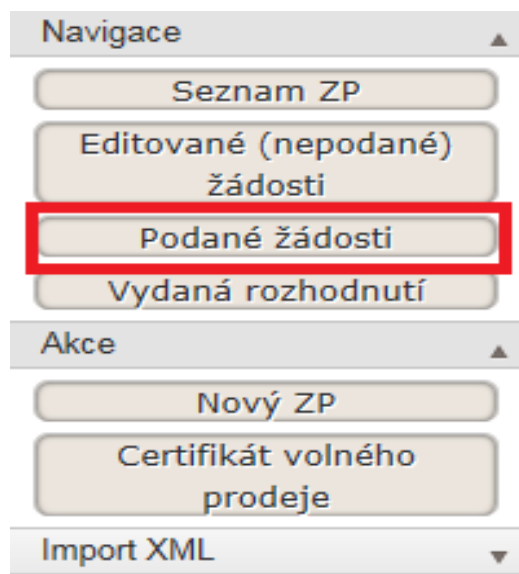 Navigace
Seznam ZP
Editované (nepodané)
žádosti
Podané žádosti
Vydaná rozhodnutí
Akce
Nový ZP
Certifikát volného
prodeje
Import XML